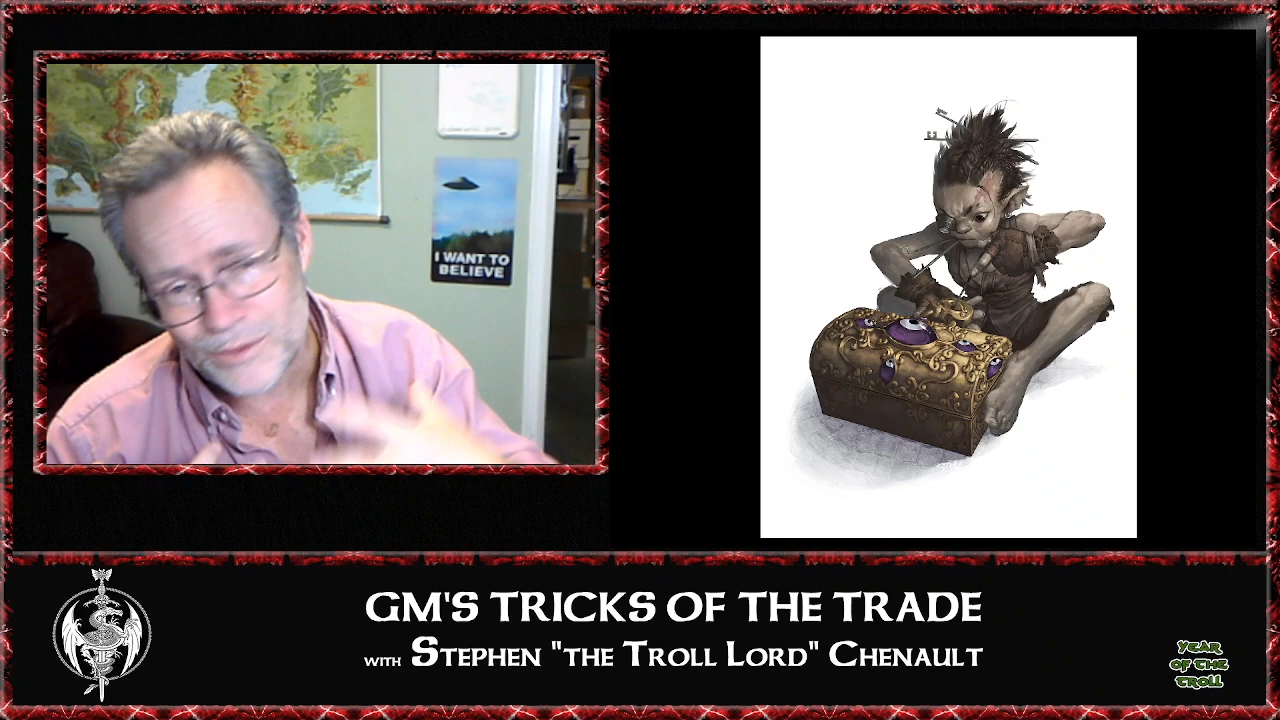 I WANT TO
BELIEVE
GM'S TRICKS OF THE TRADE
WITH STEPHEN "THE TROLL LORD" CHENAULT
YEAR
OF THE
TROLL